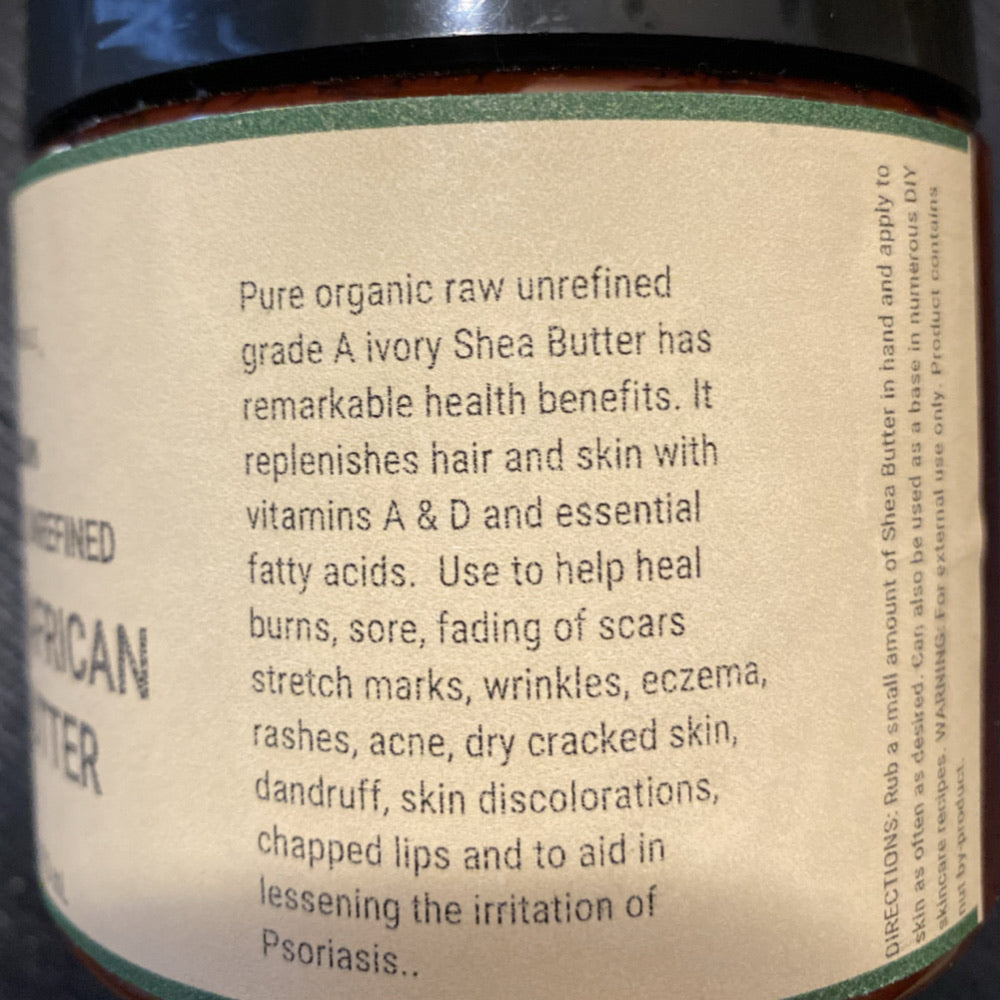 AFRICAN
Pure organic raw unrefined
grade A ivory Shea Butter has
remarkable health benefits. It
replenishes hair and skin with
vitamins A & D and essential
fatty acids.  Use to help heal
burns, sore, fading of scars
stretch marks, wrinkles, eczema,
rashes, acne, dry cracked skin,
dandruff, skin discolorations,
chapped lips and to aid in
lessening the irritation of
Psoriasis..
DIRECTIONS: Rub a small amount of Shea Butter in hand and apply to
skin as often as desired. Can also be used as a base in numerous DIY
skincare recipes. WARNING: For external use only. Product contains
nut by-product.